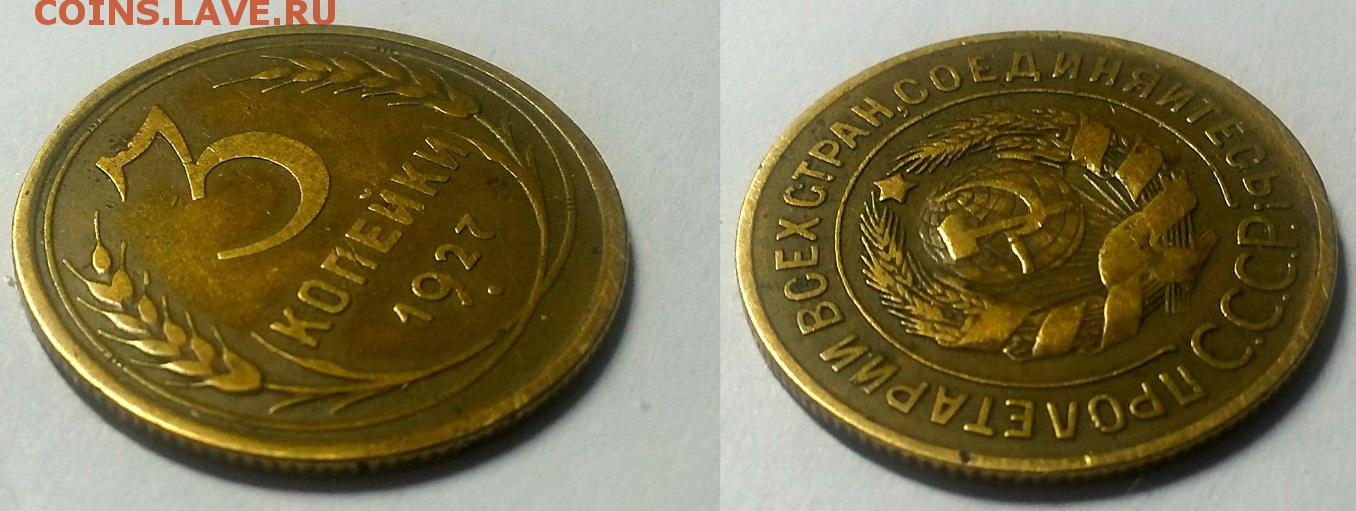 COINS.LAVE.RU
3
КОПЕЙКИ
1927
ПРОЛЕТАРИИ ВСЕХ СТРАН, СОЕДИНЯЙТЕСЬ!
С.С.С.Р.